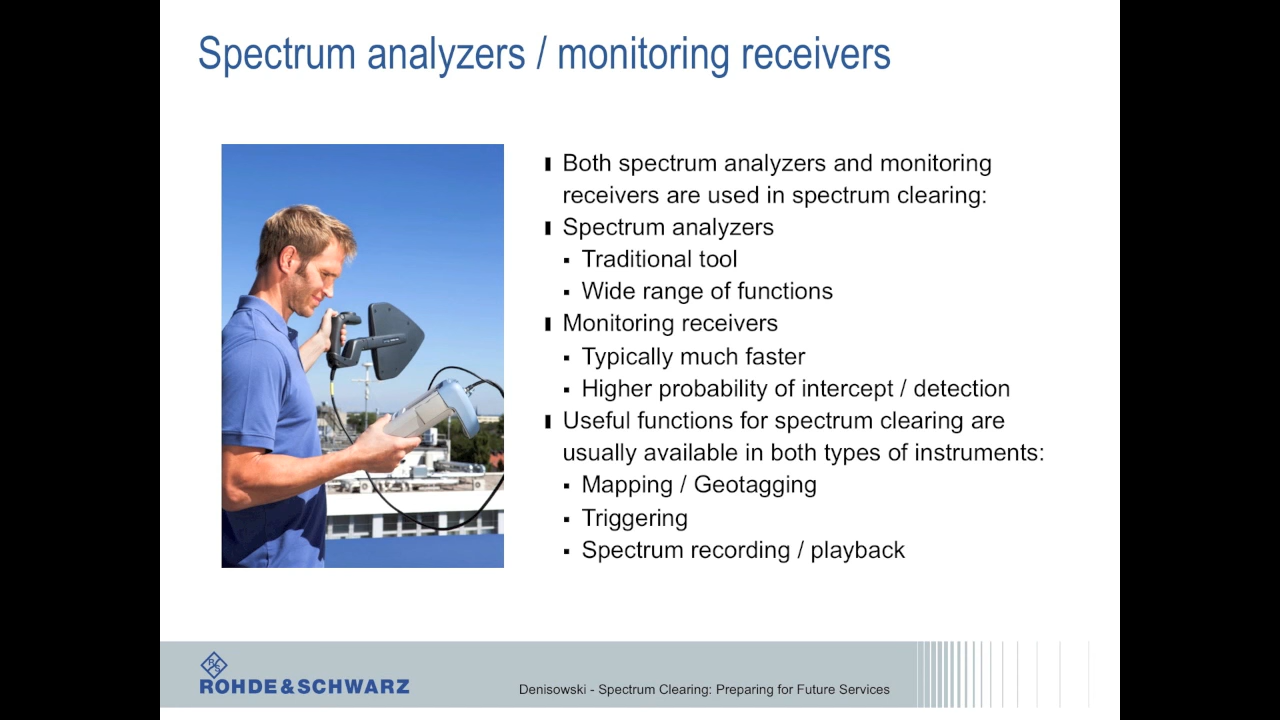 Spectrum analyzers / monitoring receivers
Both spectrum analyzers and monitoring
receivers are used in spectrum clearing:
Spectrum analyzers
Traditional tool
Wide range of functions
Monitoring receivers
Typically much faster
Higher probability of intercept / detection
Useful functions for spectrum clearing are
usually available in both types of instruments:
Mapping / Geotagging
Triggering
Spectrum recording / playback
R S
ROHDE & SCHWARZ
Denisowski - Spectrum Clearing: Preparing for Future Services